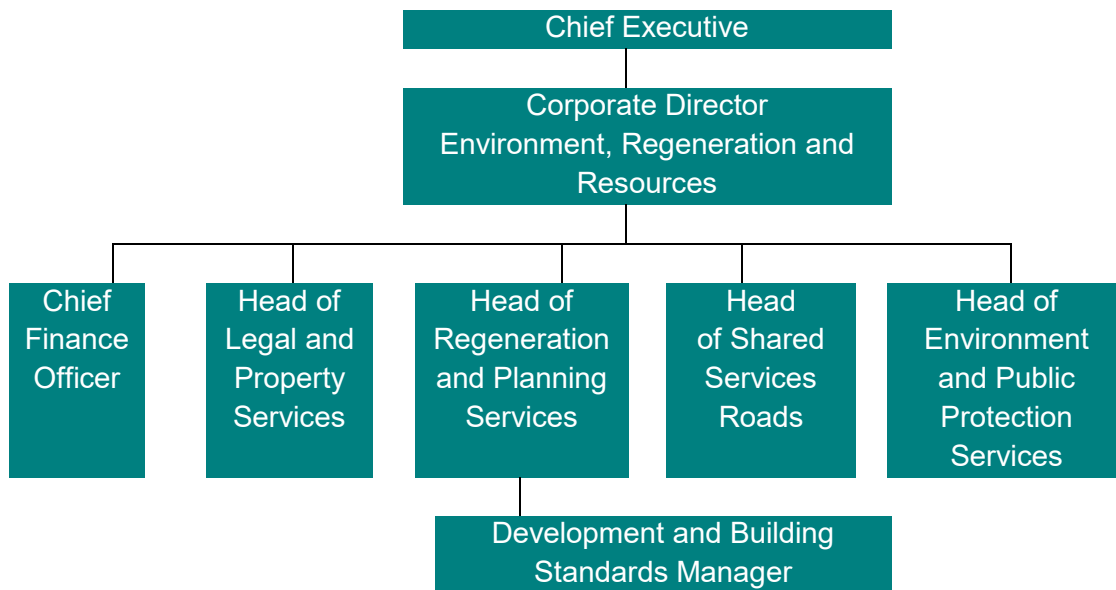 Chief Executive
Corporate Director
Environment, Regeneration and
Resources
Chief
Finance
Officer
Head of
Legal and
Property
Services
Head of
Regeneration
and Planning
Services
Head
of Shared
Services
Roads
Head of
Environment
and Public
Protection
Services
Development and Building
Standards Manager